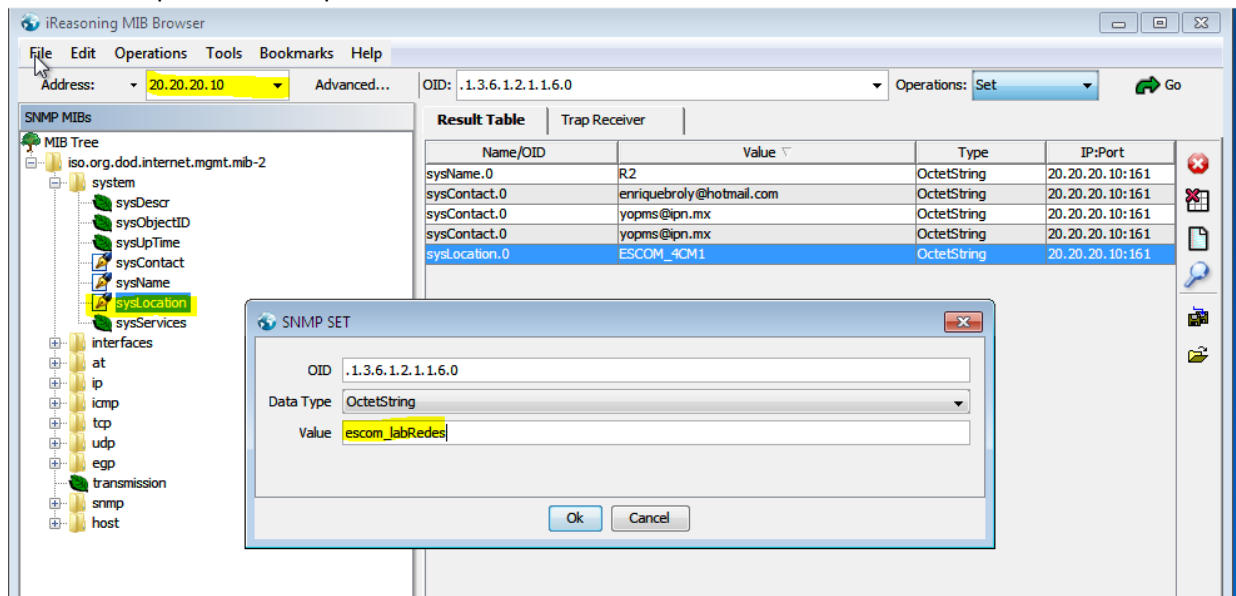 iReasoning MIB Browser
File Edit Operations Tools Bookmarks Help
Address: 20.20.20.10 Advanced... OID: .1.3.6.1.2.1.1.6.0 Operations: Set Go
SNMP MIBs
Result Table Trap Receiver
MIB Tree
iso.org.dod.internet.mgmt.mib-2
system
sysDescr
sysObjectID
sysUpTime
sysContact
sysName
sysLocation
sysServices
interfaces
at
ip
icmp
tcp
udp
egp
transmission
snmp
host
Name/OID Value Type IP:Port
sysName.0 R2 OctetString 20.20.20.10:161
sysContact.0 enriquebroly@hotmail.com OctetString 20.20.20.10:161
sysContact.0 yopms@ipn.mx OctetString 20.20.20.10:161
sysContact.0 yopms@ipn.mx OctetString 20.20.20.10:161
sysLocation.0 ESCOM_4CM1 OctetString 20.20.20.10:161
SNMP SET
OID .1.3.6.1.2.1.1.6.0
Data Type OctetString
Value escom_labRedes
Ok Cancel